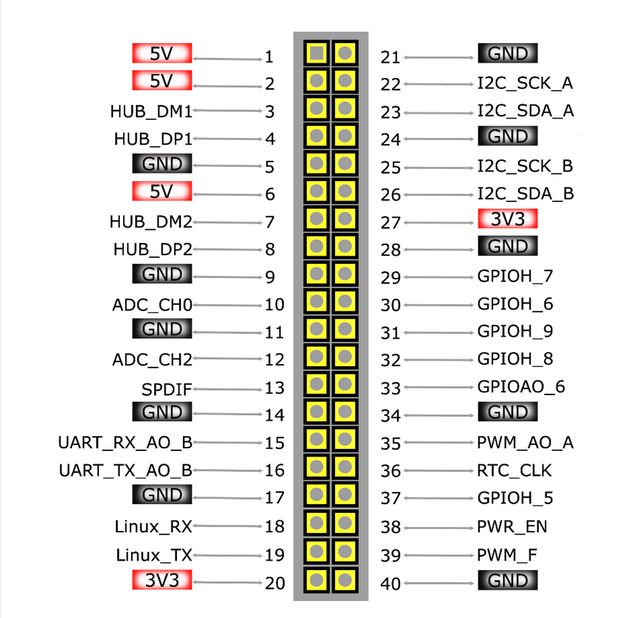 5V 1 21 GND
5V 2 22 I2C_SCK_A
HUB_DM1 3 23 I2C_SDA_A
HUB_DP1 4 24 GND
GND 5 25 I2C_SCK_B
5V 6 26 I2C_SDA_B
HUB_DM2 7 27 3V3
HUB_DP2 8 28 GND
GND 9 29 GPIOH_7
ADC_CH0 10 30 GPIOH_6
GND 11 31 GPIOH_9
ADC_CH2 12 32 GPIOH_8
SPDIF 13 33 GPIOAO_6
GND 14 34 GND
UART_RX_AO_B 15 35 PWM_AO_A
UART_TX_AO_B 16 36 RTC_CLK
GND 17 37 GPIOH_5
Linux_RX 18 38 PWR_EN
Linux_TX 19 39 PWM_F
3V3 20 40 GND